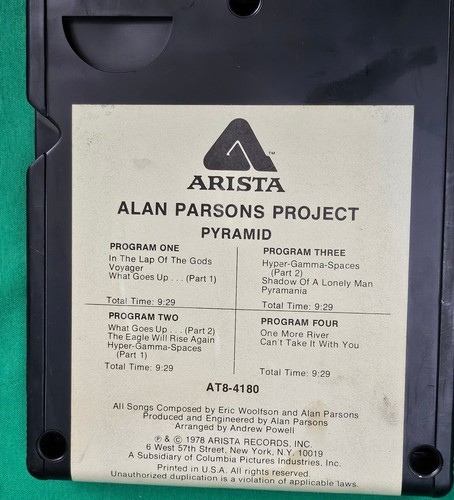 TM
ARISTA
ALAN PARSONS PROJECT
PYRAMID
PROGRAM ONE
In The Lap Of The Gods
Voyager
What Goes Up . . . (Part 1)
Total Time: 9:29
PROGRAM THREE
Hyper-Gamma-Spaces
(Part 2)
Shadow Of A Lonely Man
Pyramania
Total Time: 9:29
PROGRAM TWO
What Goes Up . . . (Part 2)
The Eagle Will Rise Again
Hyper-Gamma-Spaces
(Part 1)
Total Time: 9:29
PROGRAM FOUR
One More River
Can't Take It With You
Total Time: 9:29
AT8-4180
All Songs Composed by Eric Woolfson and Alan Parsons
Produced and Engineered by Alan Parsons
Arranged by Andrew Powell
℗ & © 1978 ARISTA RECORDS, INC.
6 West 57th Street, New York, N.Y. 10019
A Subsidiary of Columbia Pictures Industries, Inc.
Printed in U.S.A. All rights reserved.
Unauthorized duplication is a violation of applicable laws.